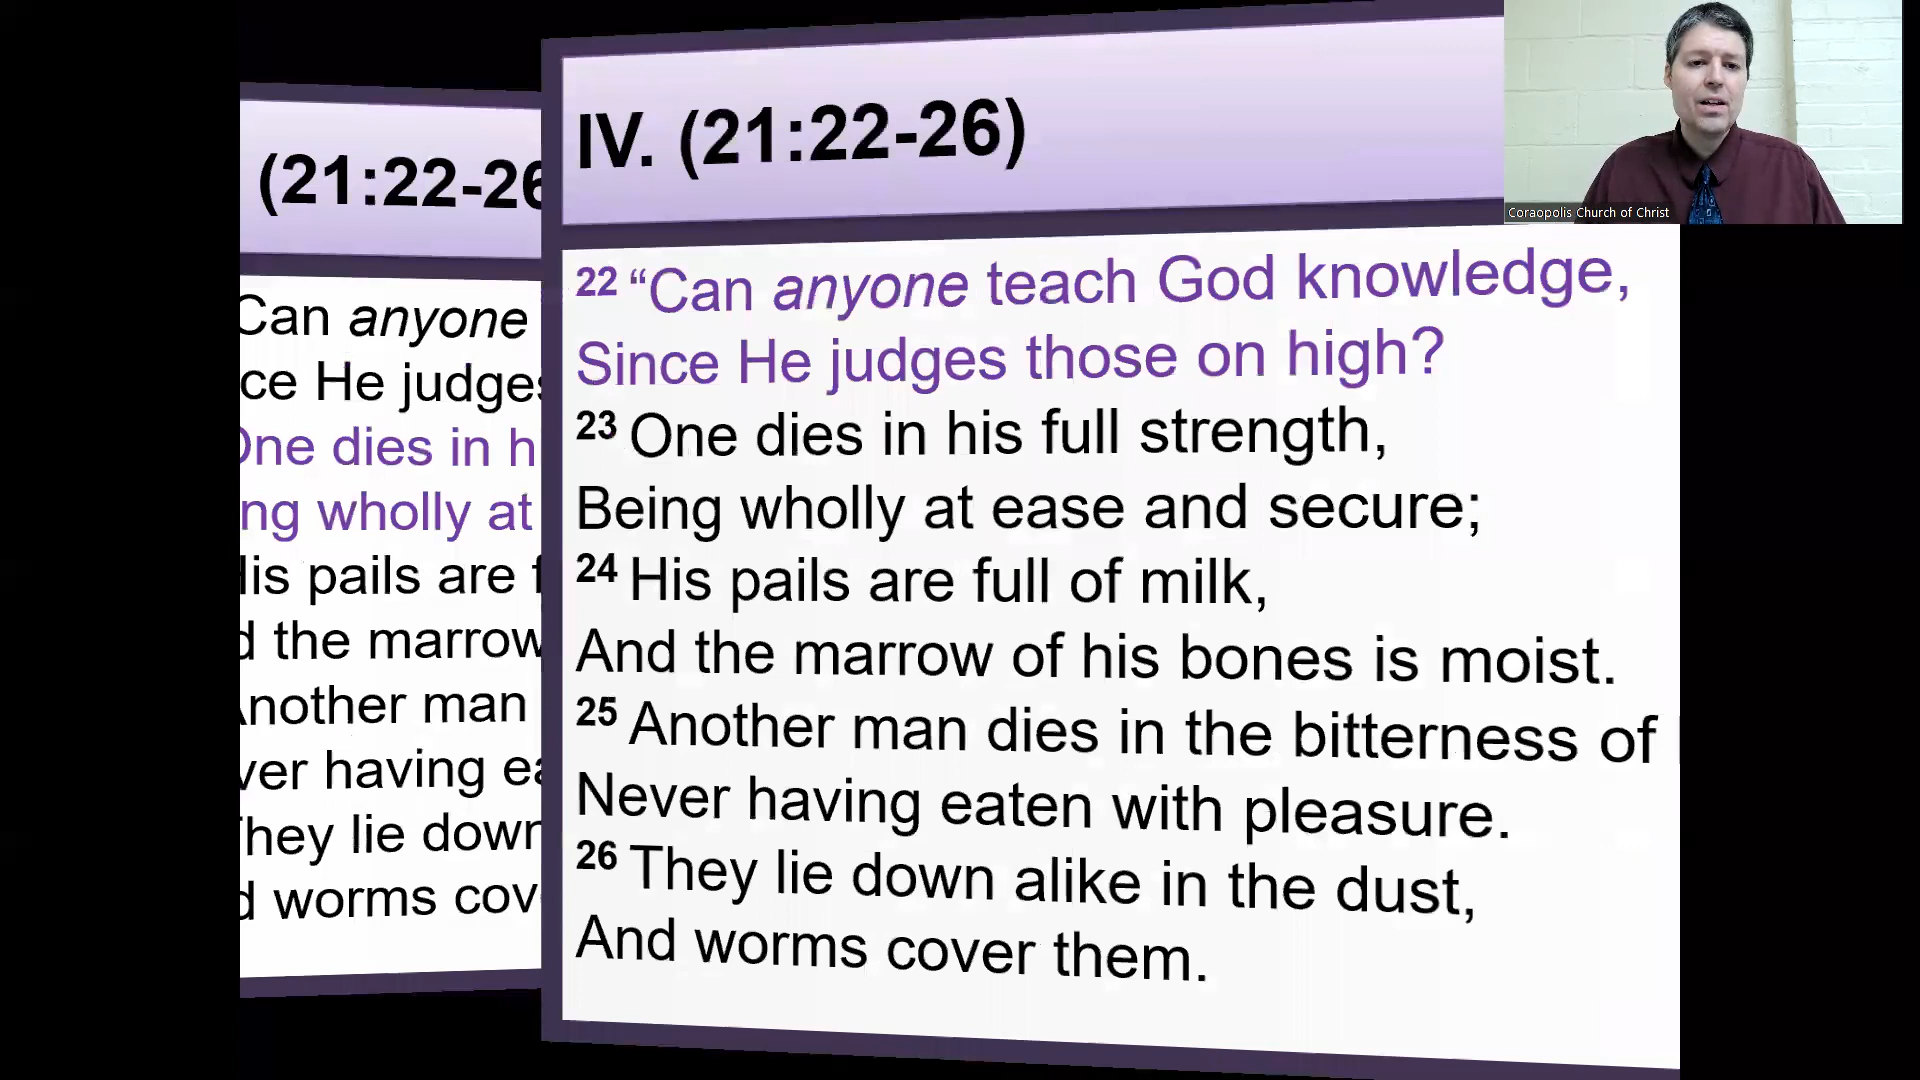 IV. (21:22-26)
22 “Can anyone teach God knowledge,
Since He judges those on high?
23 One dies in his full strength,
Being wholly at ease and secure;
24 His pails are full of milk,
And the marrow of his bones is moist.
25 Another man dies in the bitterness of
Never having eaten with pleasure.
26 They lie down alike in the dust,
And worms cover them.
(21:22-26
Can anyone
ce He judges
One dies in h
ng wholly at
His pails are f
d the marrow
Another man
ver having ea
They lie down
d worms cov
Coraopolis Church of Christ